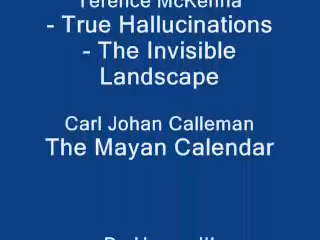 Terence McKenna
- True Hallucinations
- The Invisible
Landscape
Carl Johan Calleman
The Mayan Calendar